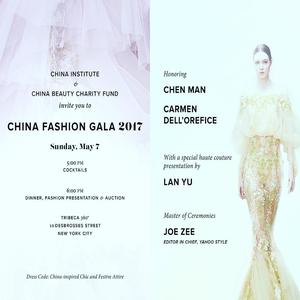 CHINA INSTITUTE
&
CHINA BEAUTY CHARITY FUND
invite you to
CHINA FASHION GALA 2017
Sunday, May 7
5:00 PM
COCKTAILS
6:00 PM
DINNER, FASHION PRESENTATION & AUCTION
TRIBECA 360°
10 DESBROSSES STREET
NEW YORK CITY
Dress Code: China-inspired Chic and Festive Attire
Honoring
CHEN MAN
CARMEN
DELL'OREFICE
With a special haute couture
presentation by
LAN YU
Master of Ceremonies
JOE ZEE
EDITOR IN CHIEF, YAHOO STYLE